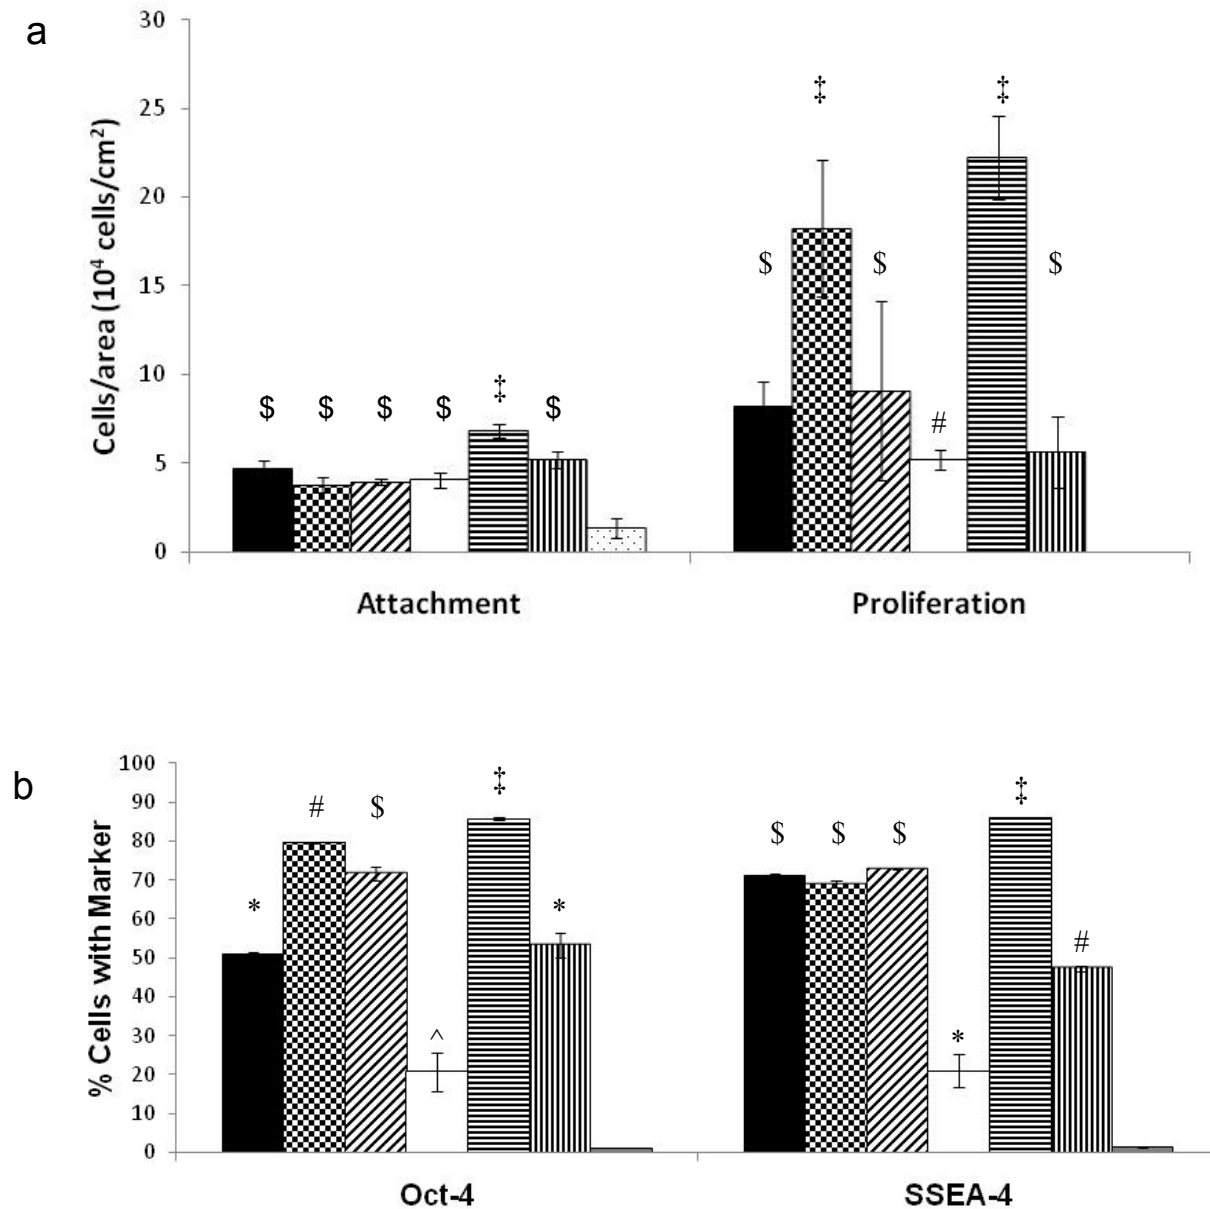 a
30
25
20
15
10
5
0
Cells/area (10⁴ cells/cm²)
$ $ $ $ ‡ $
$ ‡ $ # ‡ $
Attachment Proliferation
b
100
90
80
70
60
50
40
30
20
10
0
% Cells with Marker
* # $ ^ ‡ *
$ $ $ * ‡ #
Oct-4 SSEA-4